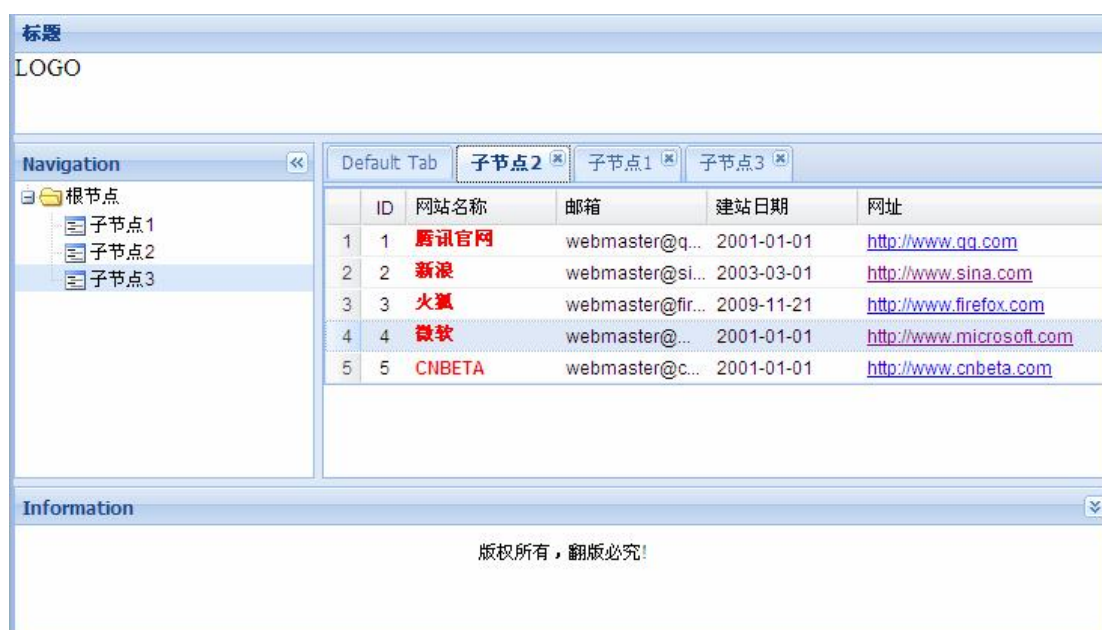 标题
LOGO
Navigation
根节点
子节点1
子节点2
子节点3
Default Tab 子节点2 子节点1 子节点3
ID 网站名称 邮箱 建站日期 网址
1 1 腾讯官网 webmaster@q... 2001-01-01 http://www.qq.com
2 2 新浪 webmaster@si... 2003-03-01 http://www.sina.com
3 3 火狐 webmaster@fir... 2009-11-21 http://www.firefox.com
4 4 微软 webmaster@... 2001-01-01 http://www.microsoft.com
5 5 CNBETA webmaster@c... 2001-01-01 http://www.cnbeta.com
Information
版权所有，翻版必究!